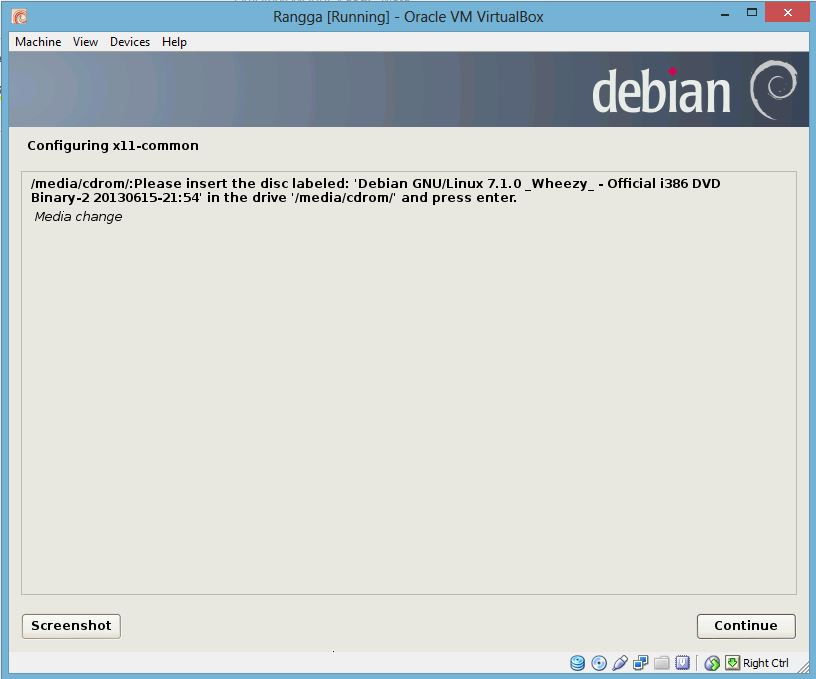 Rangga [Running] - Oracle VM VirtualBox
Machine View Devices Help
debian
Configuring x11-common
/media/cdrom/:Please insert the disc labeled: 'Debian GNU/Linux 7.1.0 _Wheezy_ - Official i386 DVD
Binary-2 20130615-21:54' in the drive '/media/cdrom/' and press enter.
Media change
Screenshot
Continue
Right Ctrl